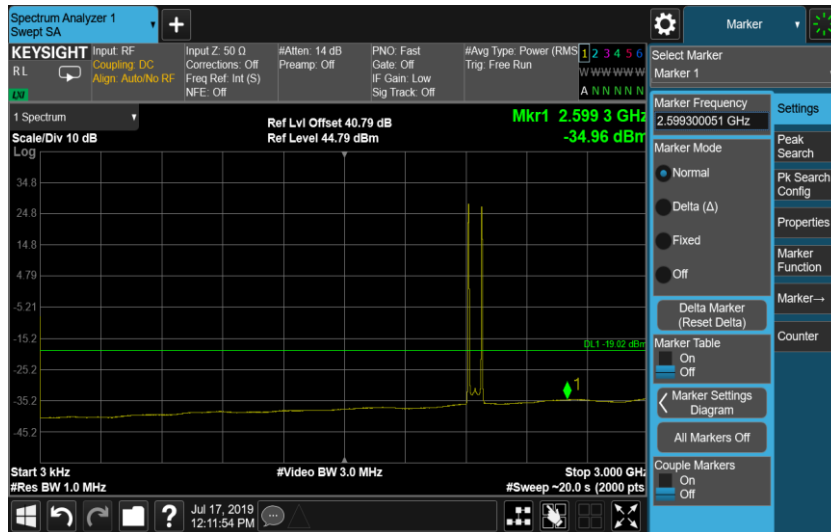 Spectrum Analyzer 1
Swept SA
+
Marker
KEYSIGHT
R L
LXI
Input: RF
Coupling: DC
Align: Auto/No RF
Input Z: 50 Ω
Corrections: Off
Freq Ref: Int (S)
NFE: Off
#Atten: 14 dB
Preamp: Off
PNO: Fast
Gate: Off
IF Gain: Low
Sig Track: Off
#Avg Type: Power (RMS
Trig: Free Run
1 2 3 4 5 6
W W W W W W
A N N N N N
Select Marker
Marker 1
1 Spectrum
Scale/Div 10 dB
Log
Ref Lvl Offset 40.79 dB
Ref Level 44.79 dBm
Mkr1 2.599 3 GHz
-34.96 dBm
34.8
24.8
14.8
4.79
-5.21
-15.2
-25.2
-35.2
-45.2
DL1 -19.02 dBm
1
Start 3 kHz
#Res BW 1.0 MHz
#Video BW 3.0 MHz
Stop 3.000 GHz
#Sweep ~20.0 s (2000 pts
Marker Frequency
2.599300051 GHz
Marker Mode
Normal
Delta (Δ)
Fixed
Off
Delta Marker
(Reset Delta)
Marker Table
On
Off
Marker Settings
Diagram
All Markers Off
Couple Markers
On
Off
Settings
Peak
Search
Pk Search
Config
Properties
Marker
Function
Marker→
Counter
?
Jul 17, 2019
12:11:54 PM